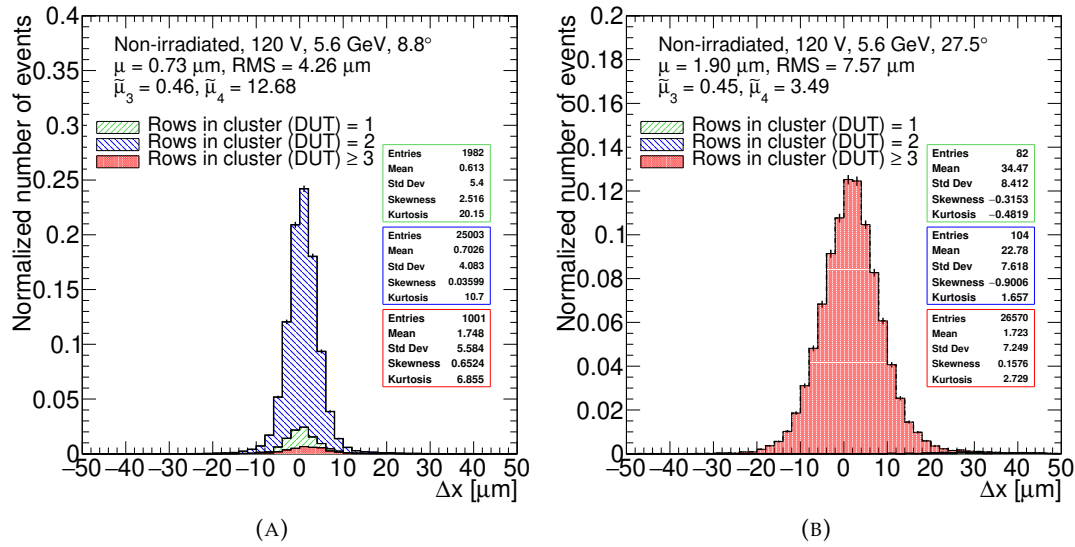 Non-irradiated, 120 V, 5.6 GeV, 8.8°
μ = 0.73 μm, RMS = 4.26 μm
μ̃₃ = 0.46, μ̃₄ = 12.68
Rows in cluster (DUT) = 1
Rows in cluster (DUT) = 2
Rows in cluster (DUT) ≥ 3
Entries 1982
Mean 0.613
Std Dev 5.4
Skewness 2.516
Kurtosis 20.15
Entries 25003
Mean 0.7026
Std Dev 4.083
Skewness 0.03599
Kurtosis 10.7
Entries 1001
Mean 1.748
Std Dev 5.584
Skewness 0.6524
Kurtosis 6.855
Normalized number of events
0.4
0.35
0.3
0.25
0.2
0.15
0.1
0.05
0
−50 −40 −30 −20 −10 0 10 20 30 40 50
Δx [μm]
(A)
Non-irradiated, 120 V, 5.6 GeV, 27.5°
μ = 1.90 μm, RMS = 7.57 μm
μ̃₃ = 0.45, μ̃₄ = 3.49
Rows in cluster (DUT) = 1
Rows in cluster (DUT) = 2
Rows in cluster (DUT) ≥ 3
Entries 82
Mean 34.47
Std Dev 8.412
Skewness −0.3153
Kurtosis −0.4819
Entries 104
Mean 22.78
Std Dev 7.618
Skewness −0.9006
Kurtosis 1.657
Entries 26570
Mean 1.723
Std Dev 7.249
Skewness 0.1576
Kurtosis 2.729
Normalized number of events
0.2
0.18
0.16
0.14
0.12
0.1
0.08
0.06
0.04
0.02
0
−50 −40 −30 −20 −10 0 10 20 30 40 50
Δx [μm]
(B)